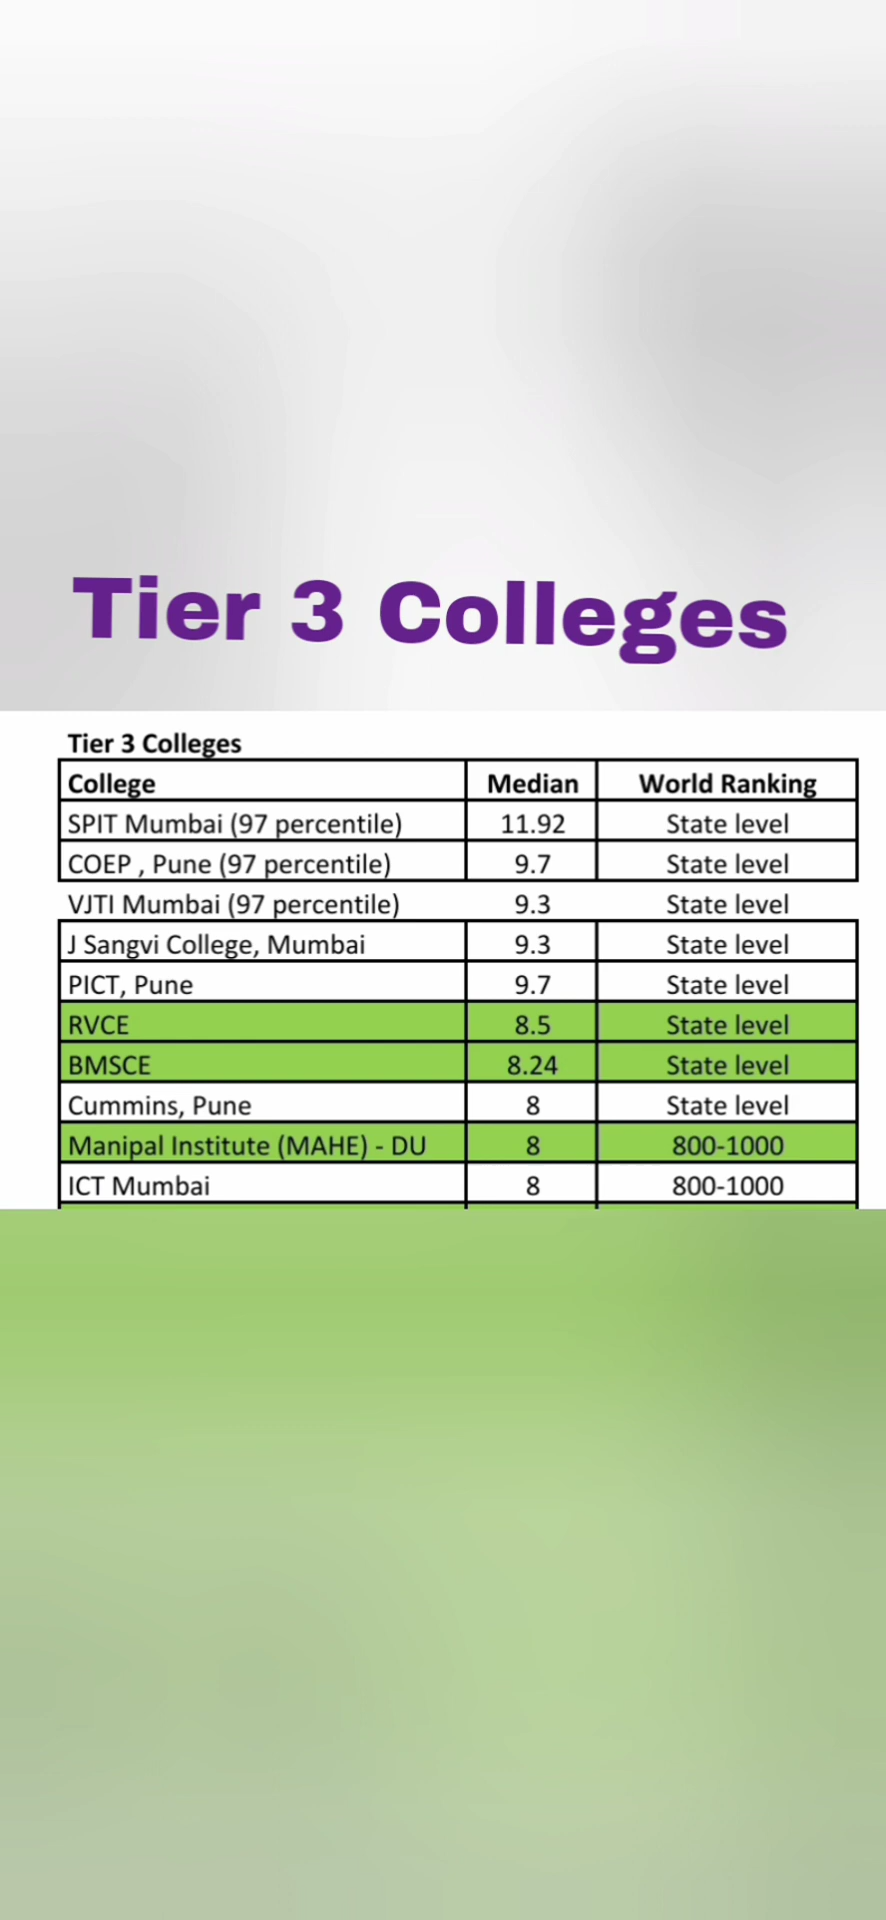 Tier 3 Colleges
Tier 3 Colleges
College Median World Ranking
SPIT Mumbai (97 percentile) 11.92 State level
COEP , Pune (97 percentile) 9.7 State level
VJTI Mumbai (97 percentile) 9.3 State level
J Sangvi College, Mumbai 9.3 State level
PICT, Pune 9.7 State level
RVCE 8.5 State level
BMSCE 8.24 State level
Cummins, Pune 8 State level
Manipal Institute (MAHE) - DU 8 800-1000
ICT Mumbai 8 800-1000